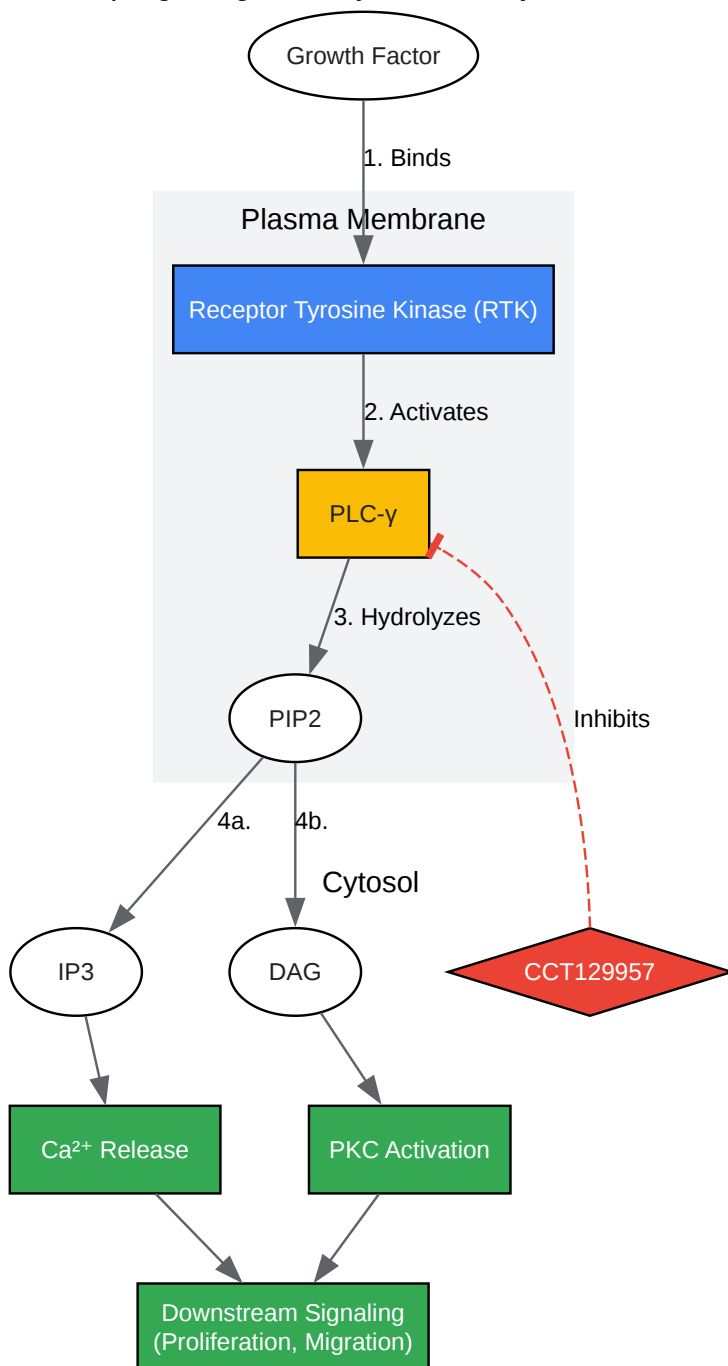 Growth Factor
1. Binds
Plasma Membrane
Receptor Tyrosine Kinase (RTK)
2. Activates
PLC-γ
3. Hydrolyzes
PIP2
Inhibits
4a.
4b.
Cytosol
IP3
DAG
CCT129957
Ca²⁺ Release
PKC Activation
Downstream Signaling
(Proliferation, Migration)